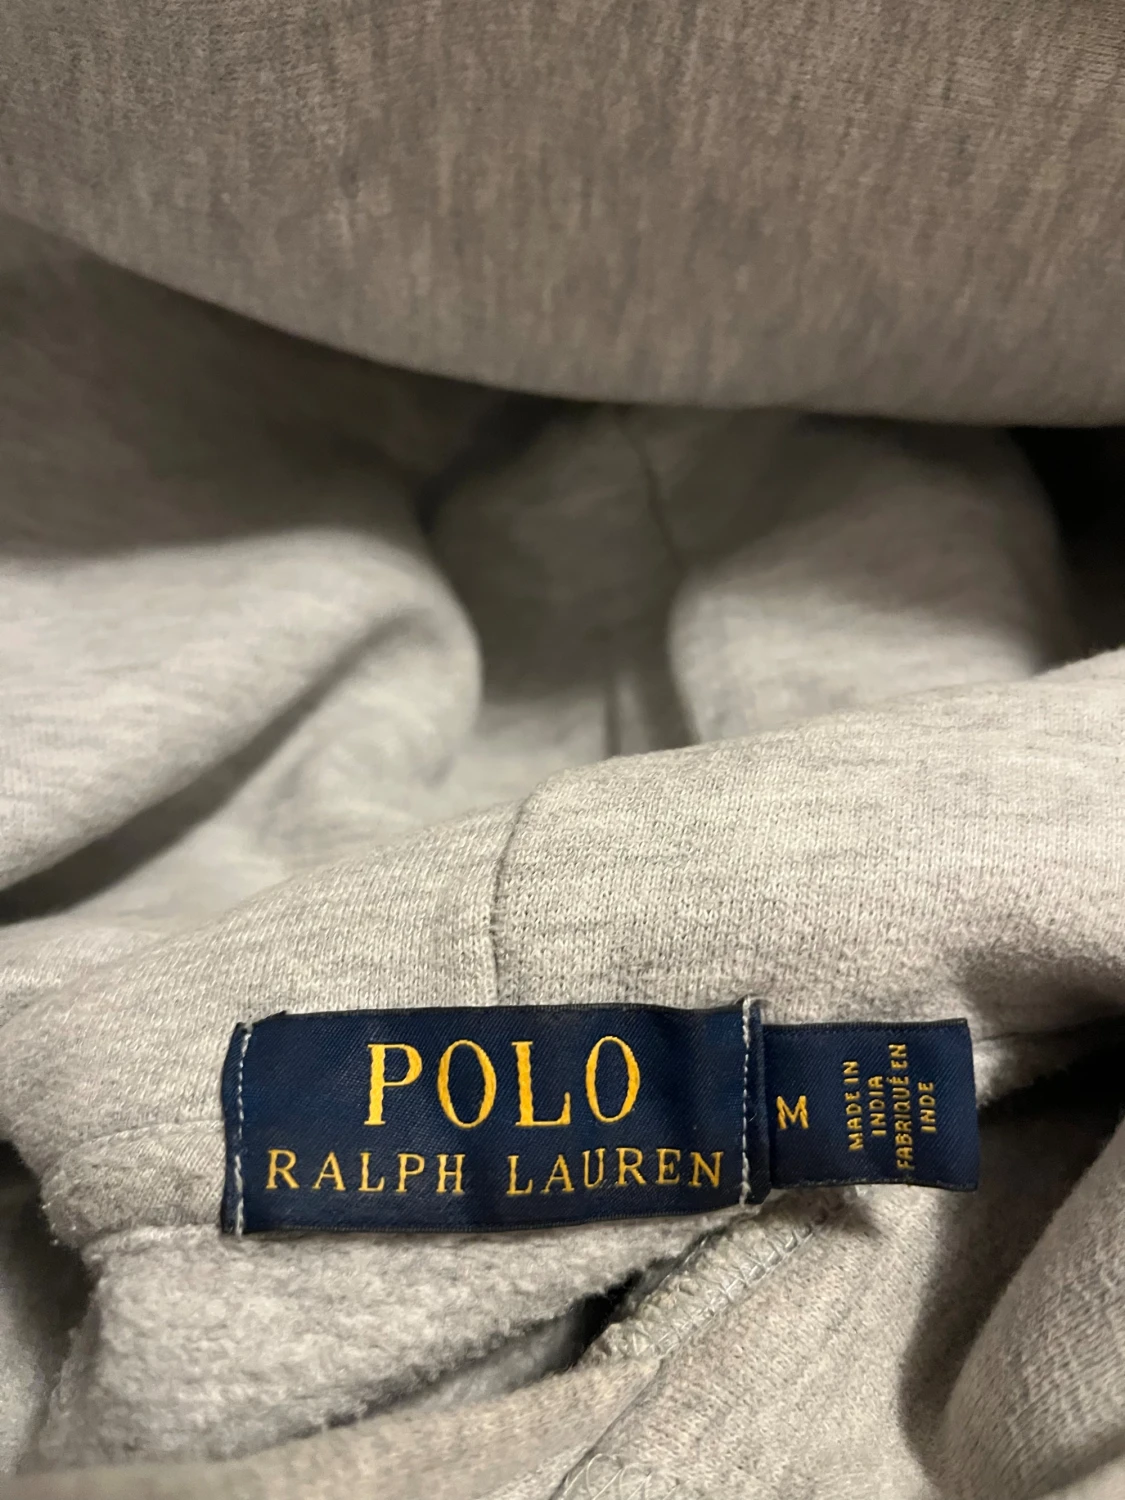 POLO
RALPH LAUREN
M
MADE IN
INDIA
FABRIQUÉ EN
INDE